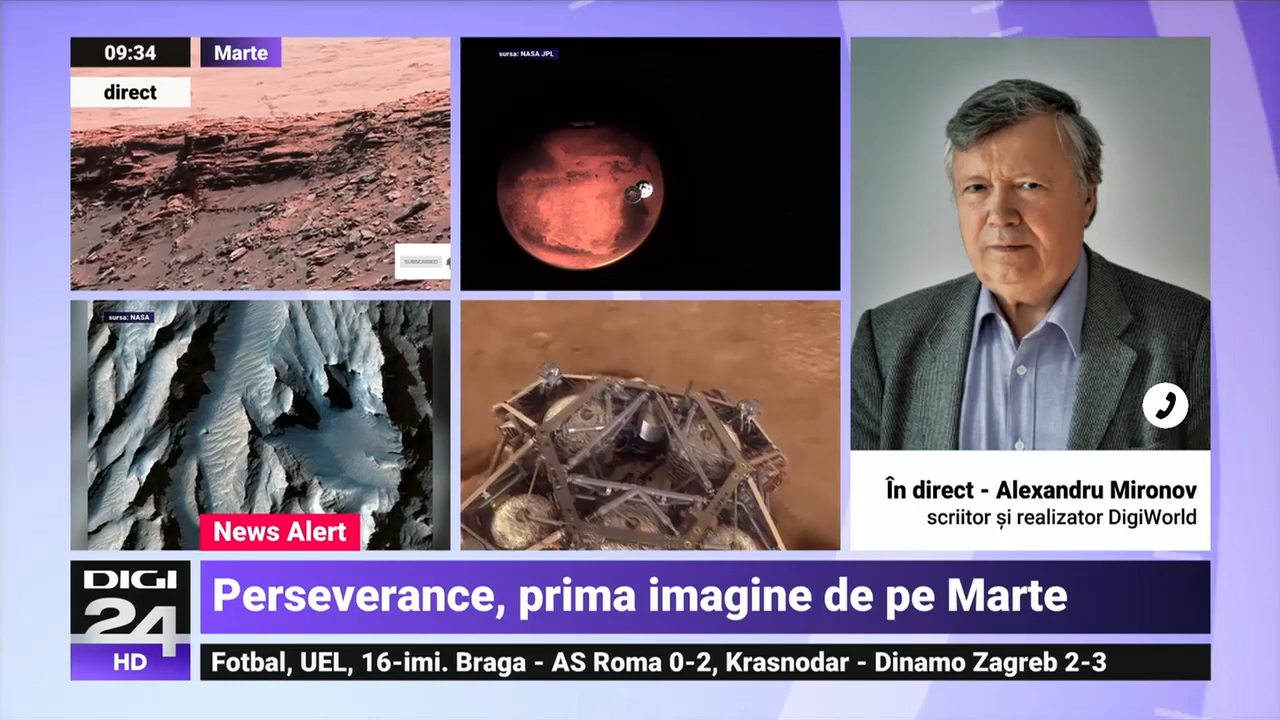 09:34
Marte
direct
sursa: NASA JPL
SUBSCRIBED
sursa: NASA
News Alert
În direct - Alexandru Mironov
scriitor și realizator DigiWorld
DIGI
24
HD
Perseverance, prima imagine de pe Marte
Fotbal, UEL, 16-imi. Braga - AS Roma 0-2, Krasnodar - Dinamo Zagreb 2-3